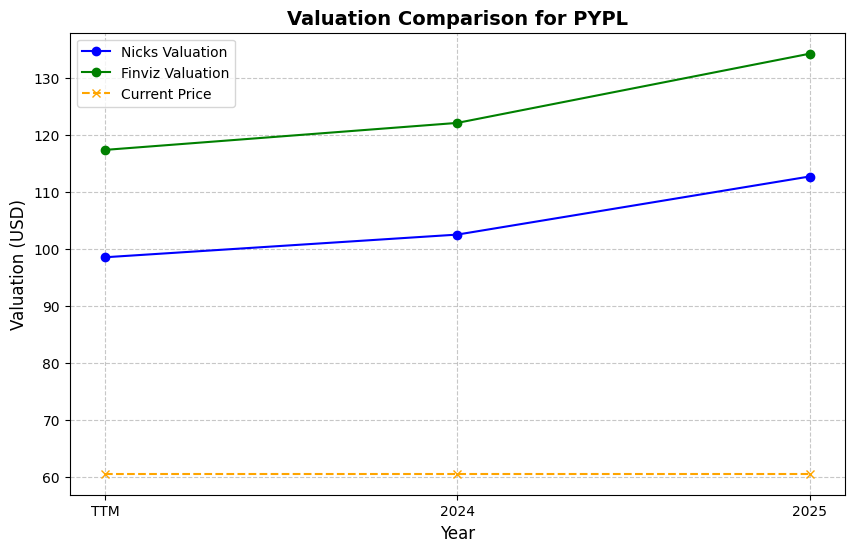 Valuation Comparison for PYPL
Nicks Valuation
Finviz Valuation
Current Price
Valuation (USD)
130
120
110
100
90
80
70
60
TTM
2024
2025
Year